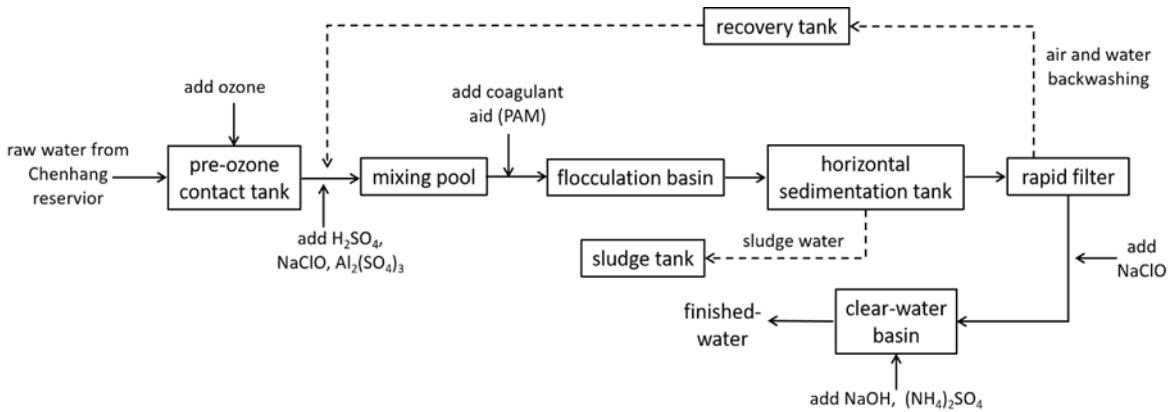 recovery tank
air and water
backwashing
add ozone
add coagulant
aid (PAM)
raw water from
Chenhang
reservior
pre-ozone
contact tank
mixing pool
flocculation basin
horizontal
sedimentation tank
rapid filter
add H₂SO₄,
NaClO, Al₂(SO₄)₃
sludge water
sludge tank
add
NaClO
finished-
water
clear-water
basin
add NaOH, (NH₄)₂SO₄